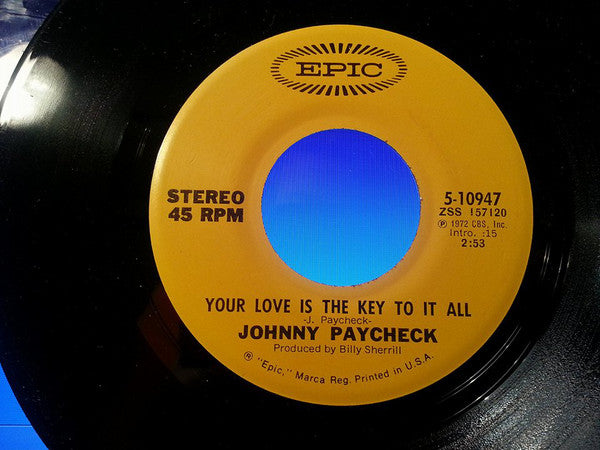 EPIC
STEREO
45 RPM
5-10947
ZSS 157120
Ⓟ 1972 CBS, Inc.
Intro. :15
2:53
YOUR LOVE IS THE KEY TO IT ALL
-J. Paycheck-
JOHNNY PAYCHECK
Produced by Billy Sherrill
® "Epic," Marca Reg. Printed in U.S.A.